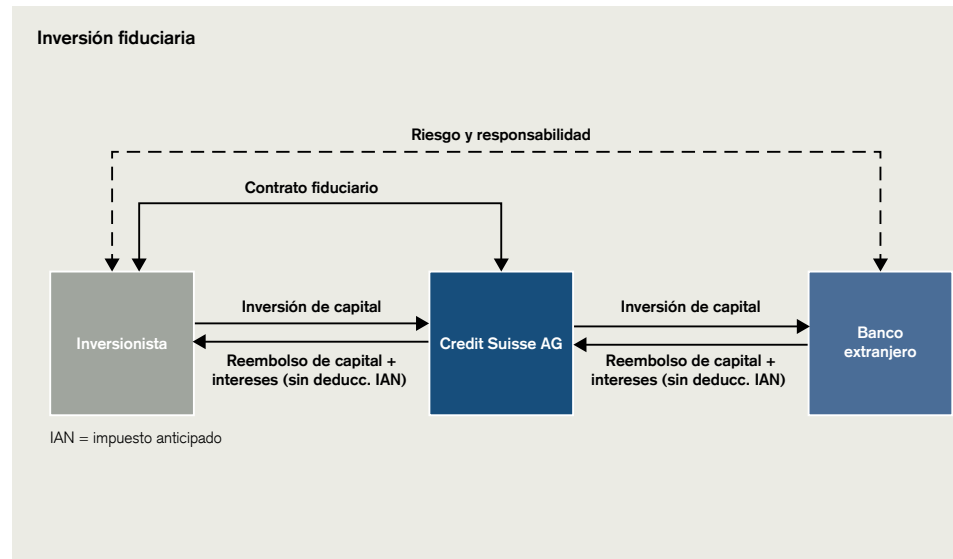 Inversión fiduciaria
Riesgo y responsabilidad
Contrato fiduciario
Inversionista
Inversión de capital
Reembolso de capital +
intereses (sin deducc. IAN)
Credit Suisse AG
Inversión de capital
Reembolso de capital +
intereses (sin deducc. IAN)
Banco
extranjero
IAN = impuesto anticipado